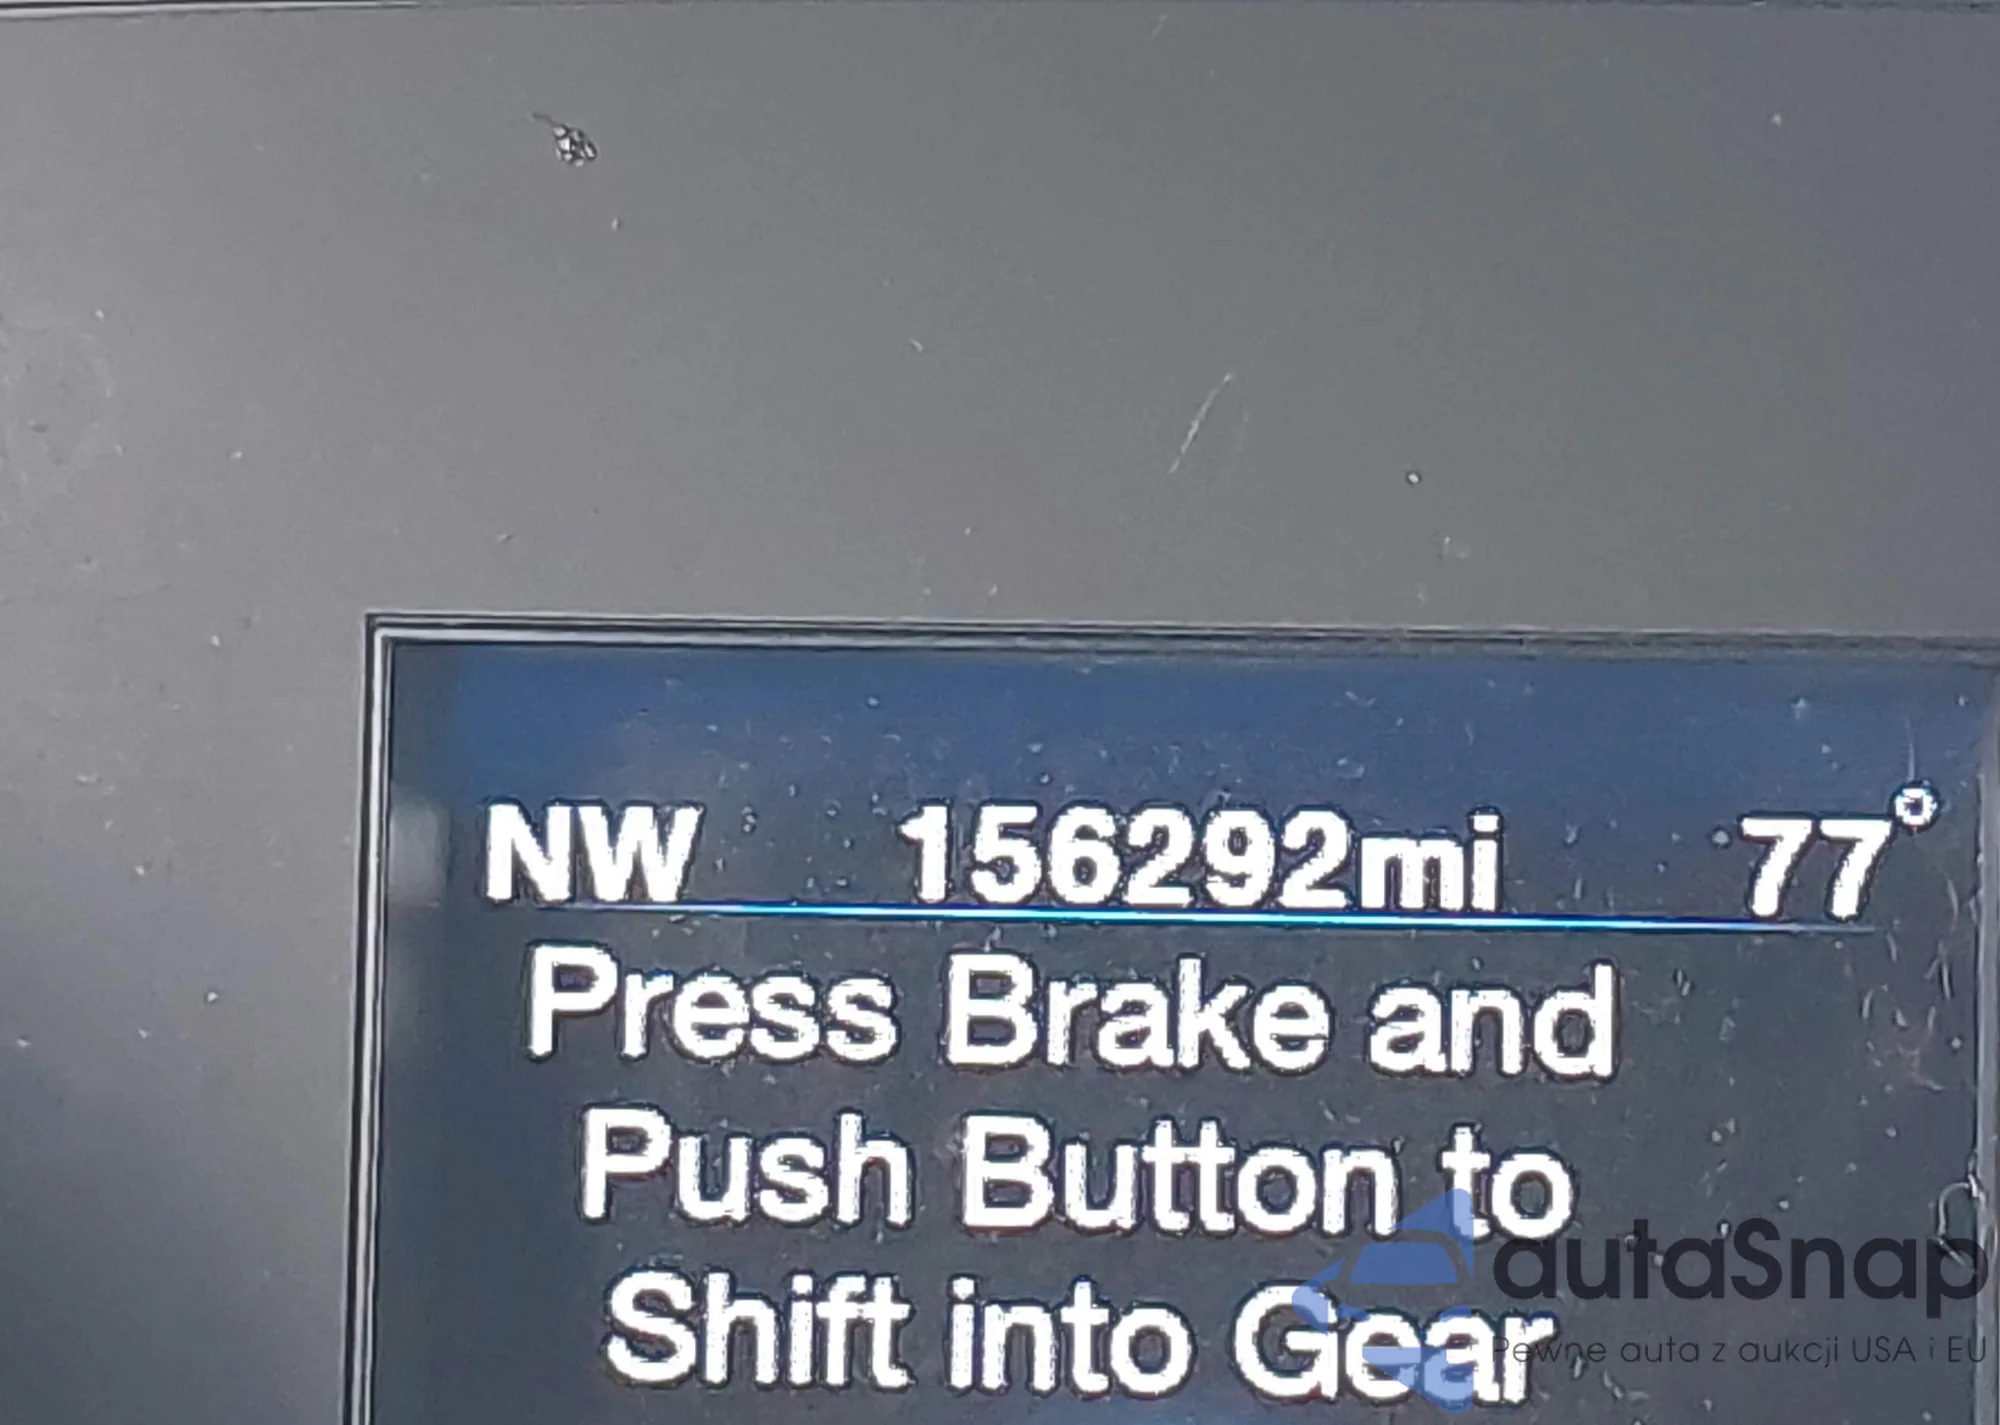 NW 156292mi 77°
Press Brake and
Push Button to
Shift into Gear
autaSnap
Pewne auta z aukcji USA i EU